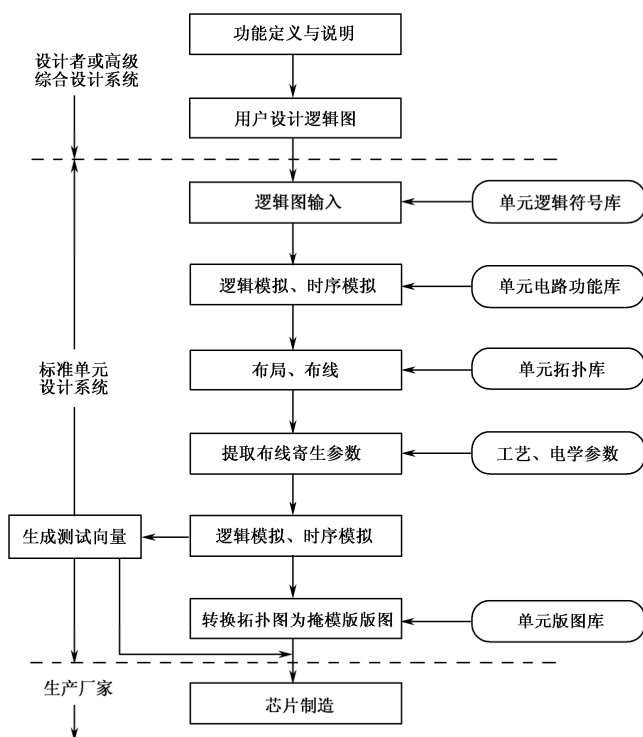 功能定义与说明
设计者或高级
综合设计系统
用户设计逻辑图
逻辑图输入
单元逻辑符号库
逻辑模拟、时序模拟
单元电路功能库
标准单元
设计系统
布局、布线
单元拓扑库
提取布线寄生参数
工艺、电学参数
生成测试向量
逻辑模拟、时序模拟
转换拓扑图为掩模版版图
单元版图库
生产厂家
芯片制造